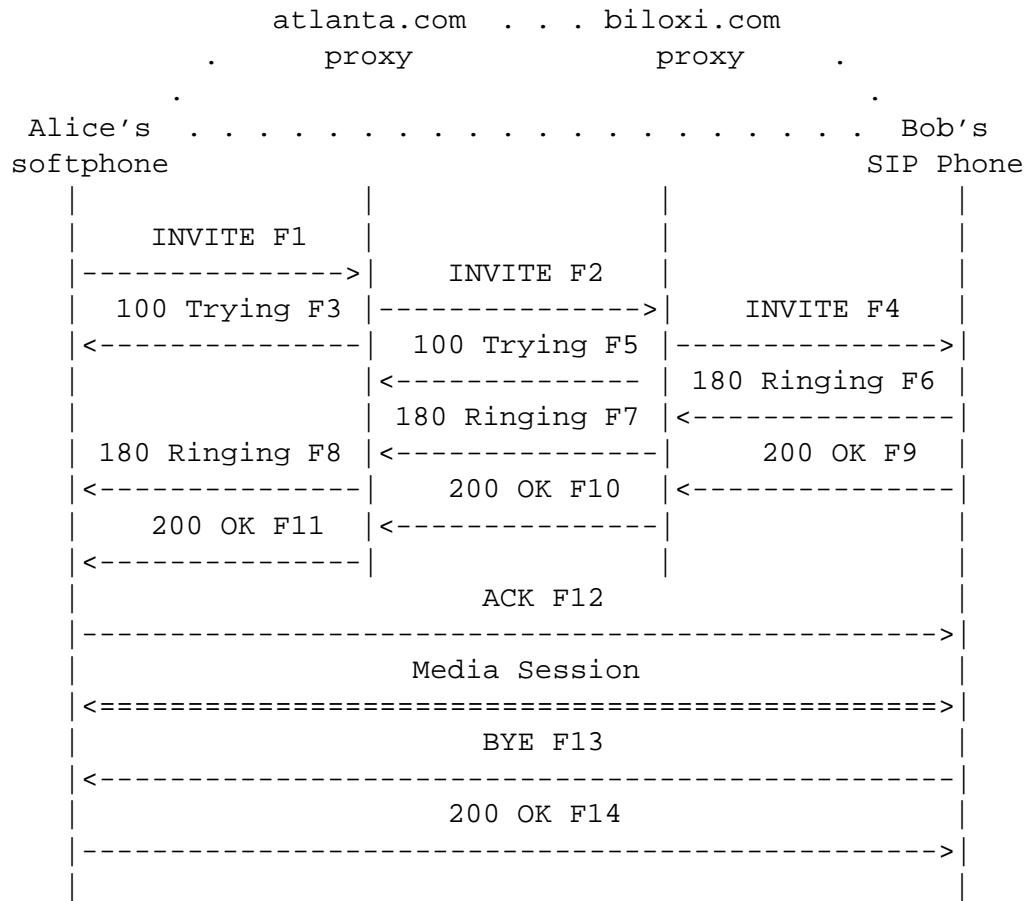 atlanta.com . . . biloxi.com
. proxy proxy .
. .
Alice's . . . . . . . . . . . . . . . . . . . . Bob's
softphone SIP Phone
| | | |
| INVITE F1 | | |
|--------------->| INVITE F2 | |
| 100 Trying F3 |--------------->| INVITE F4 |
|<---------------| 100 Trying F5 |--------------->|
| |<-------------- | 180 Ringing F6 |
| | 180 Ringing F7 |<---------------|
| 180 Ringing F8 |<---------------| 200 OK F9 |
|<---------------| 200 OK F10 |<---------------|
| 200 OK F11 |<---------------| |
|<---------------| | |
| ACK F12 |
|------------------------------------------------->|
| Media Session |
|<================================================>|
| BYE F13 |
|<-------------------------------------------------|
| 200 OK F14 |
|------------------------------------------------->|
| |